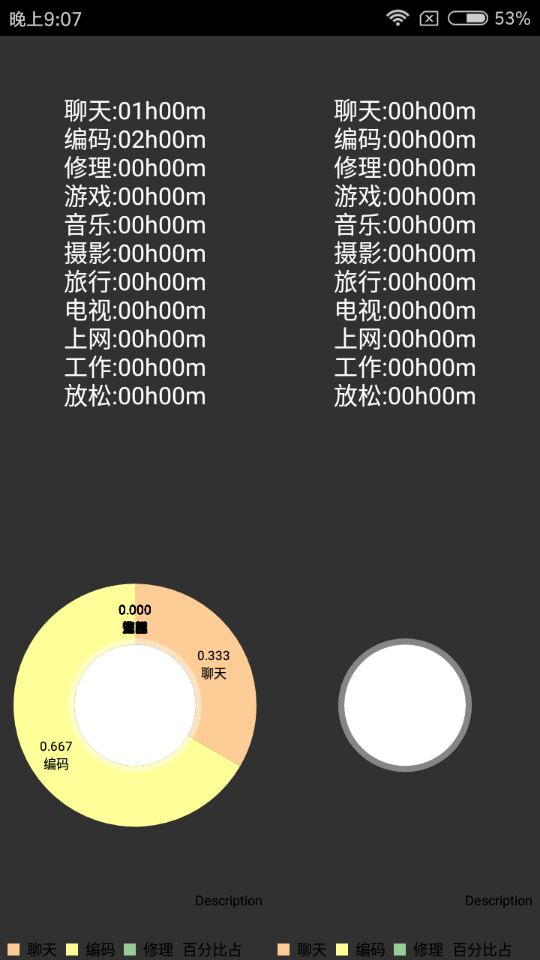 晚上9:07 53%
聊天:01h00m
编码:02h00m
修理:00h00m
游戏:00h00m
音乐:00h00m
摄影:00h00m
旅行:00h00m
电视:00h00m
上网:00h00m
工作:00h00m
放松:00h00m
聊天:00h00m
编码:00h00m
修理:00h00m
游戏:00h00m
音乐:00h00m
摄影:00h00m
旅行:00h00m
电视:00h00m
上网:00h00m
工作:00h00m
放松:00h00m
0.000
0.333
聊天
0.667
编码
Description
Description
聊天 编码 修理 百分比占
聊天 编码 修理 百分比占